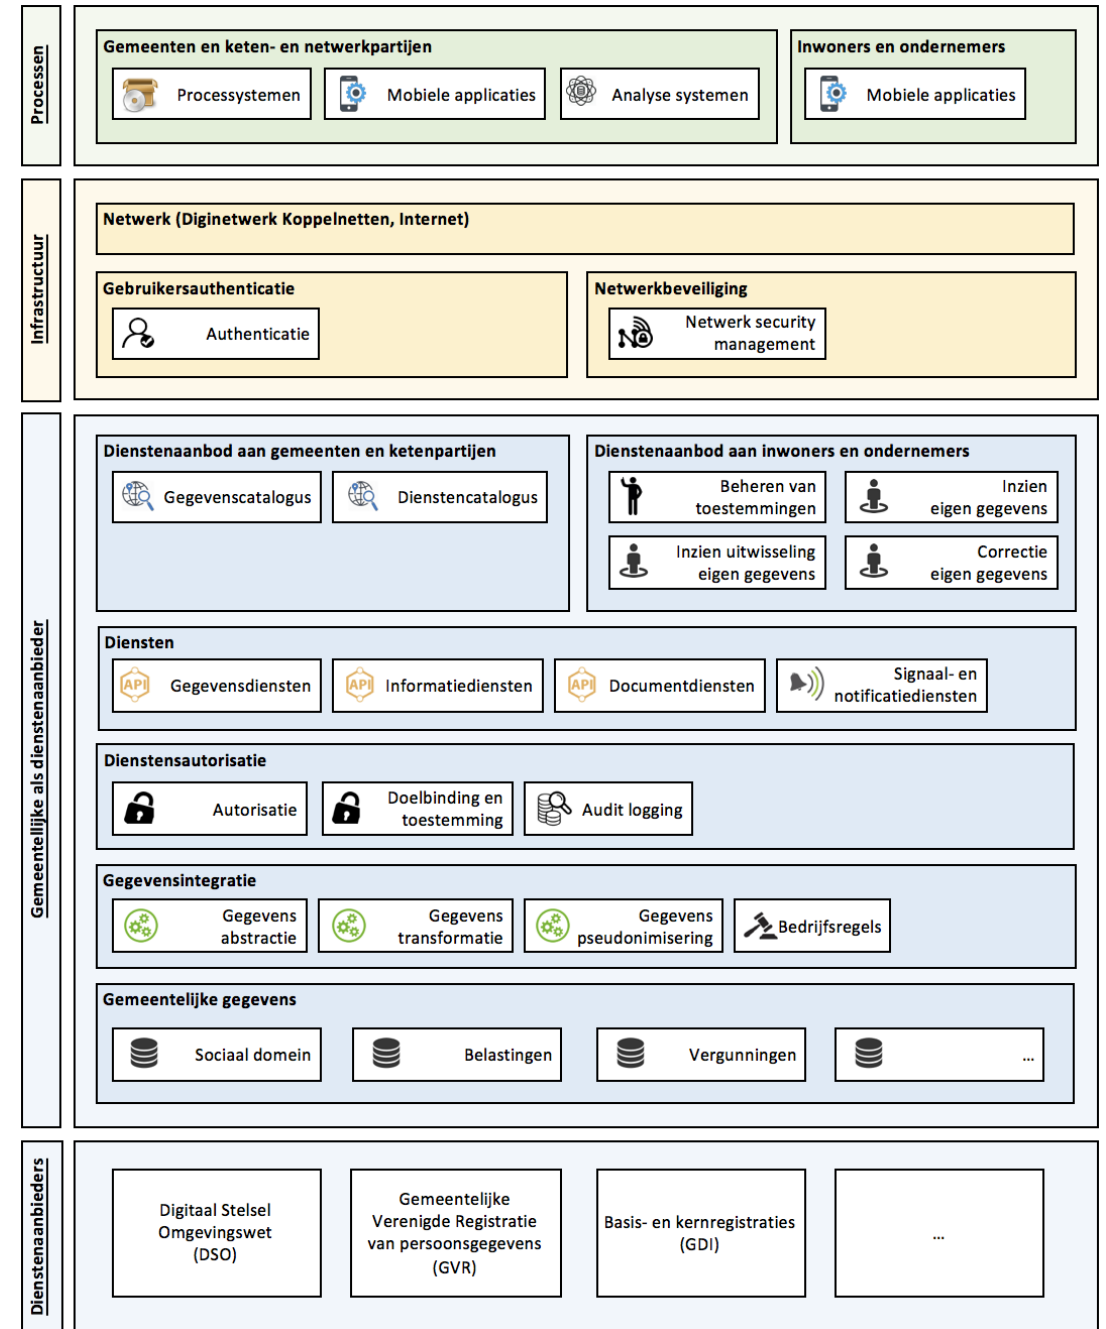 Processen
Gemeenten en keten- en netwerkpartijen
Processystemen
Mobiele applicaties
Analyse systemen
Inwoners en ondernemers
Mobiele applicaties
Infrastructuur
Netwerk (Diginetwerk Koppelnetten, Internet)
Gebruikersauthenticatie
Authenticatie
Netwerkbeveiliging
Netwerk security
management
Gemeentellijke als dienstenaanbieder
Dienstenaanbod aan gemeenten en ketenpartijen
Gegevenscatalogus
Dienstencatalogus
Dienstenaanbod aan inwoners en ondernemers
Beheren van
toestemmingen
Inzien
eigen gegevens
Inzien uitwisseling
eigen gegevens
Correctie
eigen gegevens
Diensten
API
Gegevensdiensten
API
Informatiediensten
API
Documentdiensten
Signaal- en
notificatiediensten
Dienstensautorisatie
Autorisatie
Doelbinding en
toestemming
Audit logging
Gegevensintegratie
Gegevens
abstractie
Gegevens
transformatie
Gegevens
pseudonimisering
Bedrijfsregels
Gemeentelijke gegevens
Sociaal domein
Belastingen
Vergunningen
...
Dienstenaanbieders
Digitaal Stelsel
Omgevingswet
(DSO)
Gemeentelijke
Verenigde Registratie
van persoonsgegevens
(GVR)
Basis- en kernregistraties
(GDI)
...